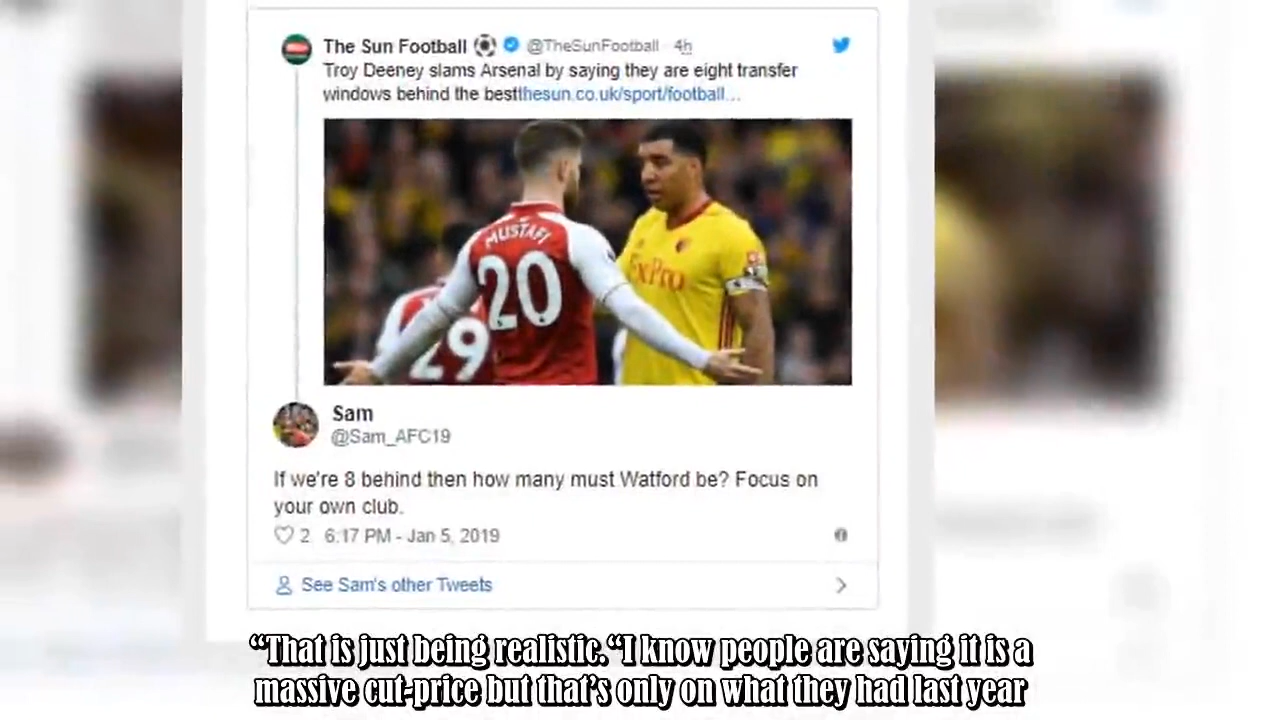 The Sun Football @TheSunFootball · 4h
Troy Deeney slams Arsenal by saying they are eight transfer
windows behind the bestthesun.co.uk/sport/football...
MUSTAFI
20
29
FxPro
Sam
@Sam_AFC19
If we're 8 behind then how many must Watford be? Focus on
your own club.
2 6:17 PM - Jan 5, 2019
See Sam's other Tweets
“That is just being realistic.“I know people are saying it is a
massive cut-price but that’s only on what they had last year